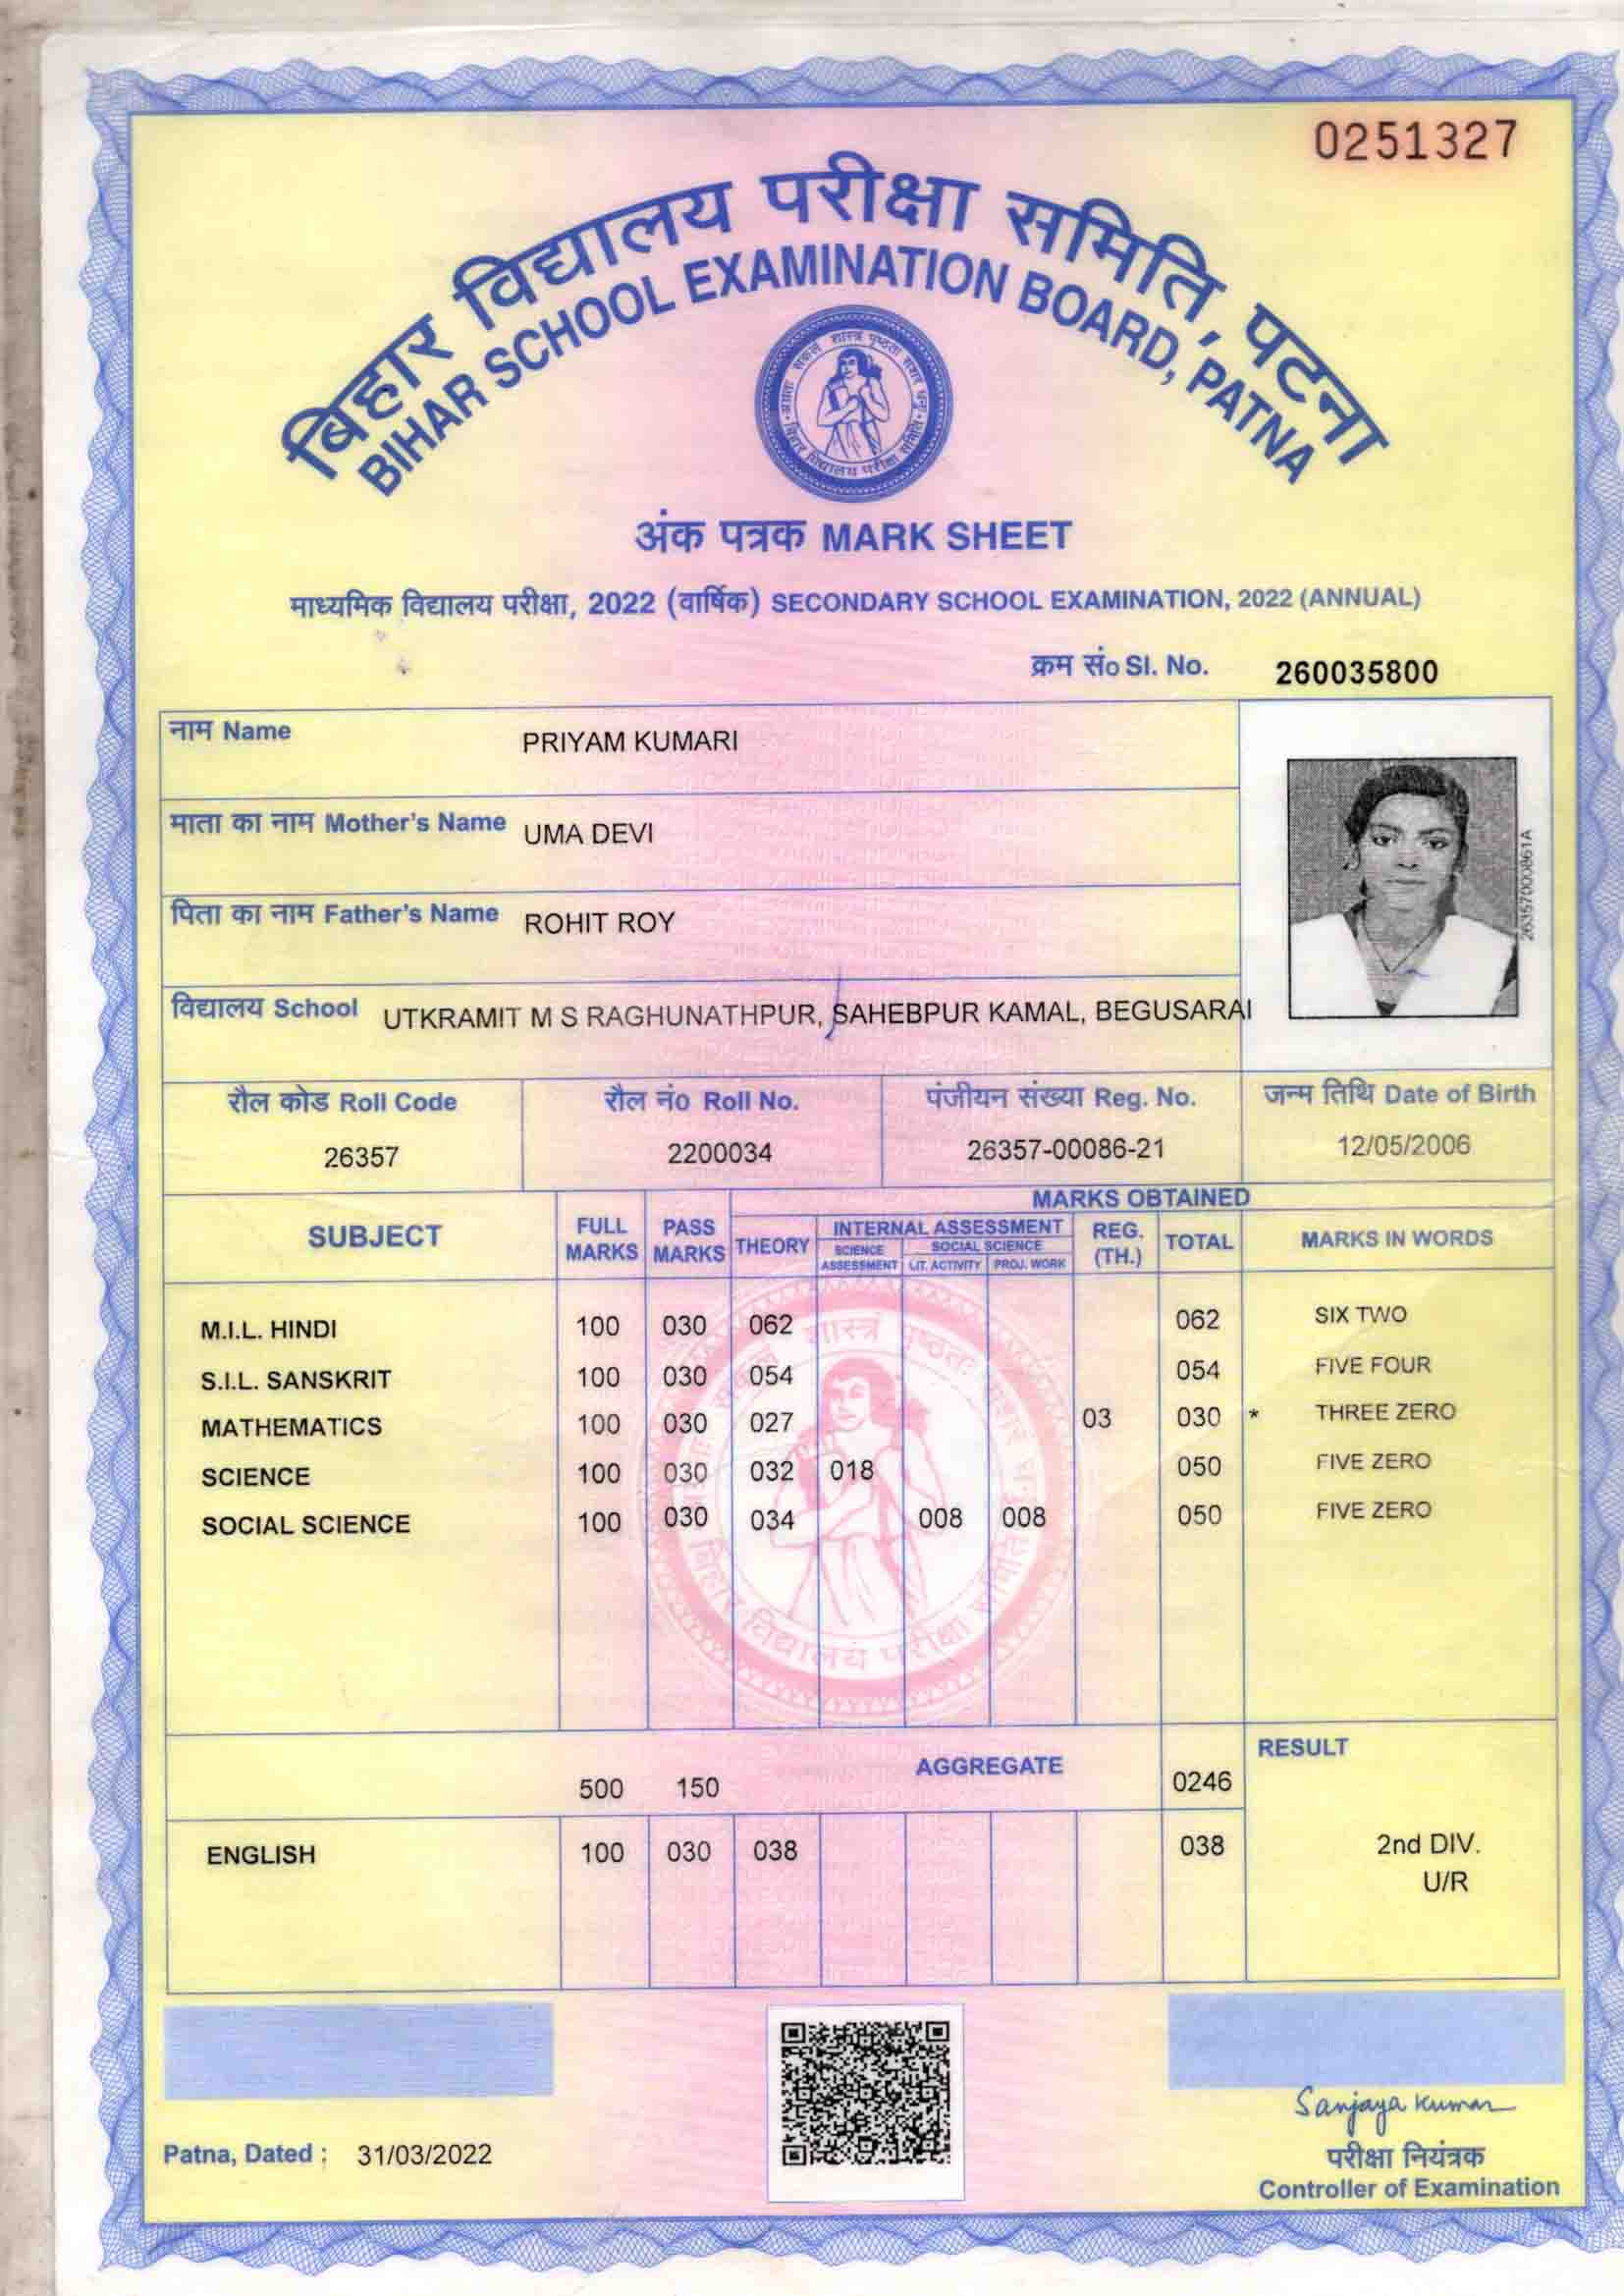 0251327
बिहार विद्यालय परीक्षा समिति, पटना
BIHAR SCHOOL EXAMINATION BOARD, PATNA
अंक पत्रक MARK SHEET
माध्यमिक विद्यालय परीक्षा, 2022 (वार्षिक) SECONDARY SCHOOL EXAMINATION, 2022 (ANNUAL)
क्रम सं० Sl. No. 260035800
नाम Name PRIYAM KUMARI
माता का नाम Mother's Name UMA DEVI
पिता का नाम Father's Name ROHIT ROY
विद्यालय School UTKRAMIT M S RAGHUNATHPUR, SAHEBPUR KAMAL, BEGUSARAI
263570000861A
रौल कोड Roll Code रौल नं० Roll No. पंजीयन संख्या Reg. No. जन्म तिथि Date of Birth
26357 2200034 26357-00086-21 12/05/2006
MARKS OBTAINED
SUBJECT FULL MARKS PASS MARKS THEORY INTERNAL ASSESSMENT REG. (TH.) TOTAL MARKS IN WORDS
SCIENCE ASSESSMENT SOCIAL SCIENCE LIT. ACTIVITY PROJ. WORK
M.I.L. HINDI 100 030 062 062 SIX TWO
S.I.L. SANSKRIT 100 030 054 054 FIVE FOUR
MATHEMATICS 100 030 027 03 030 * THREE ZERO
SCIENCE 100 030 032 018 050 FIVE ZERO
SOCIAL SCIENCE 100 030 034 008 008 050 FIVE ZERO
बिहार विद्यालय परीक्षा समिति
RESULT
500 150 AGGREGATE 0246
ENGLISH 100 030 038 038 2nd DIV.
U/R
Sanjaya Kumar
Patna, Dated : 31/03/2022
परीक्षा नियंत्रक
Controller of Examination